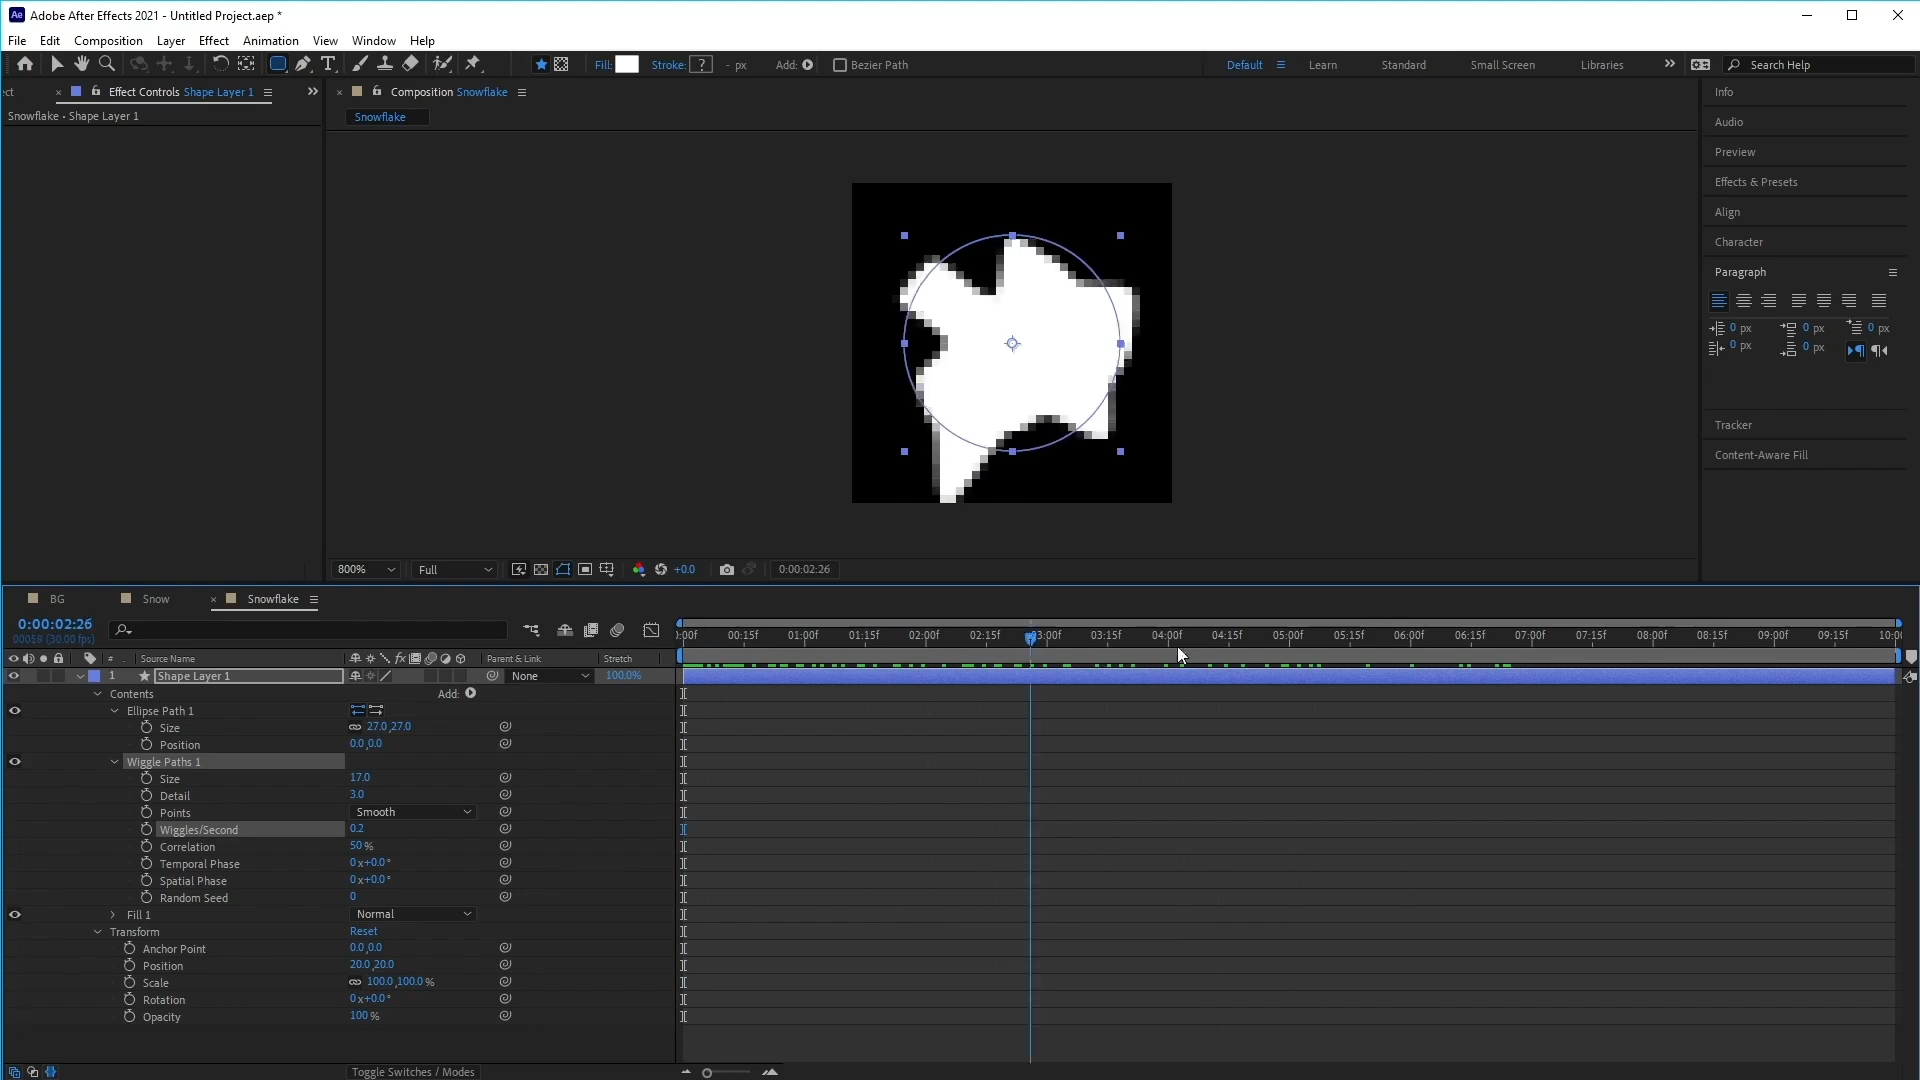 Adobe After Effects 2021 - Untitled Project.aep *
File Edit Composition Layer Effect Animation View Window Help
Fill: Stroke: ? - px Add: Bezier Path Default Learn Standard Small Screen Libraries Search Help
ect Effect Controls Shape Layer 1
Snowflake • Shape Layer 1
Composition Snowflake
Snowflake
Info
Audio
Preview
Effects & Presets
Align
Character
Paragraph
0 px 0 px 0 px
0 px 0 px
Tracker
Content-Aware Fill
800% Full +0.0 0:00:02:26
BG Snow Snowflake
0:00:02:26
(30.00 fps)
:00f 00:15f 01:00f 01:15f 02:00f 02:15f 03:00f 03:15f 04:00f 04:15f 05:00f 05:15f 06:00f 06:15f 07:00f 07:15f 08:00f 08:15f 09:00f 09:15f 10:0
# Source Name fx Parent & Link Stretch
1 Shape Layer 1 None 100.0%
Contents Add:
Ellipse Path 1
Size 27.0,27.0
Position 0.0,0.0
Wiggle Paths 1
Size 17.0
Detail 3.0
Points Smooth
Wiggles/Second 0.2
Correlation 50 %
Temporal Phase 0x+0.0°
Spatial Phase 0x+0.0°
Random Seed 0
Fill 1 Normal
Transform Reset
Anchor Point 0.0,0.0
Position 20.0,20.0
Scale 100.0,100.0 %
Rotation 0x+0.0°
Opacity 100 %
Toggle Switches / Modes